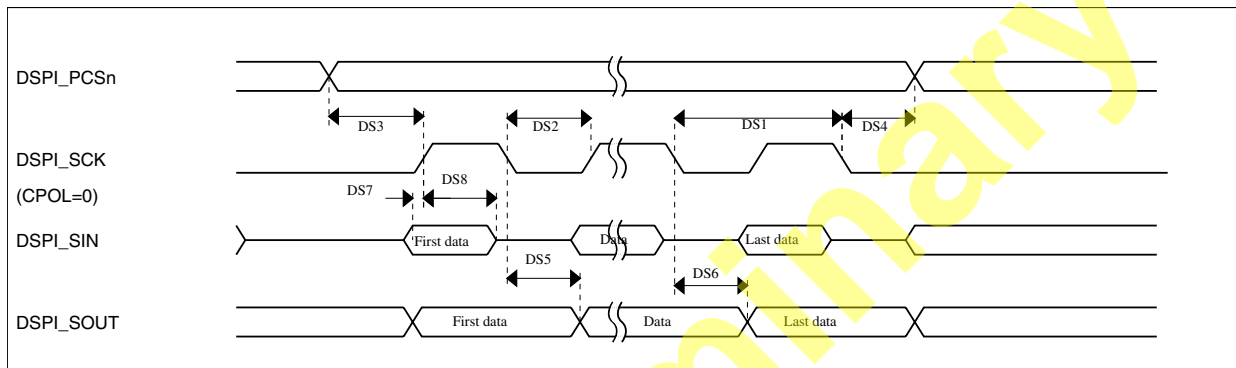 DSPI_PCSn
DS3
DS2
DS1
DS4
DSPI_SCK
(CPOL=0)
DS7
DS8
DSPI_SIN
First data
Data
Last data
DS5
DS6
DSPI_SOUT
First data
Data
Last data
minary